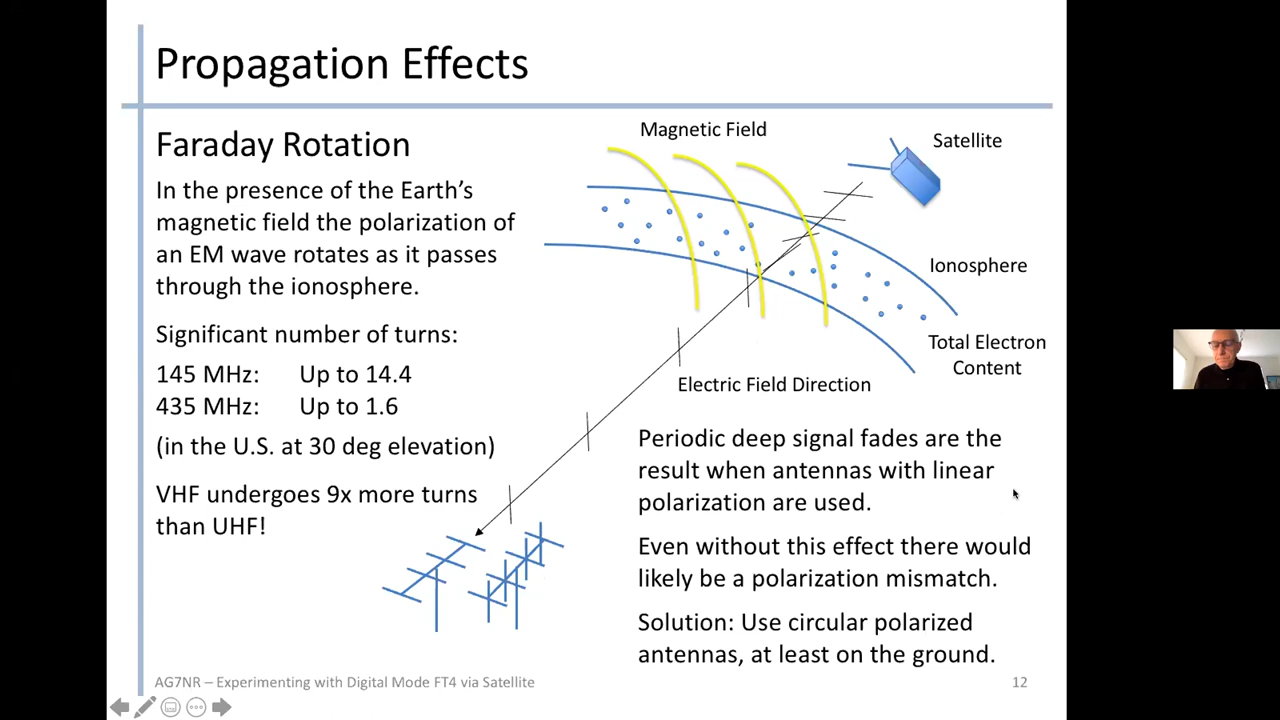 Propagation Effects
Faraday Rotation
In the presence of the Earth's
magnetic field the polarization of
an EM wave rotates as it passes
through the ionosphere.
Significant number of turns:
145 MHz: Up to 14.4
435 MHz: Up to 1.6
(in the U.S. at 30 deg elevation)
VHF undergoes 9x more turns
than UHF!
Magnetic Field
Satellite
Ionosphere
Total Electron
Content
Electric Field Direction
Periodic deep signal fades are the
result when antennas with linear
polarization are used.
Even without this effect there would
likely be a polarization mismatch.
Solution: Use circular polarized
antennas, at least on the ground.
AG7NR – Experimenting with Digital Mode FT4 via Satellite
12